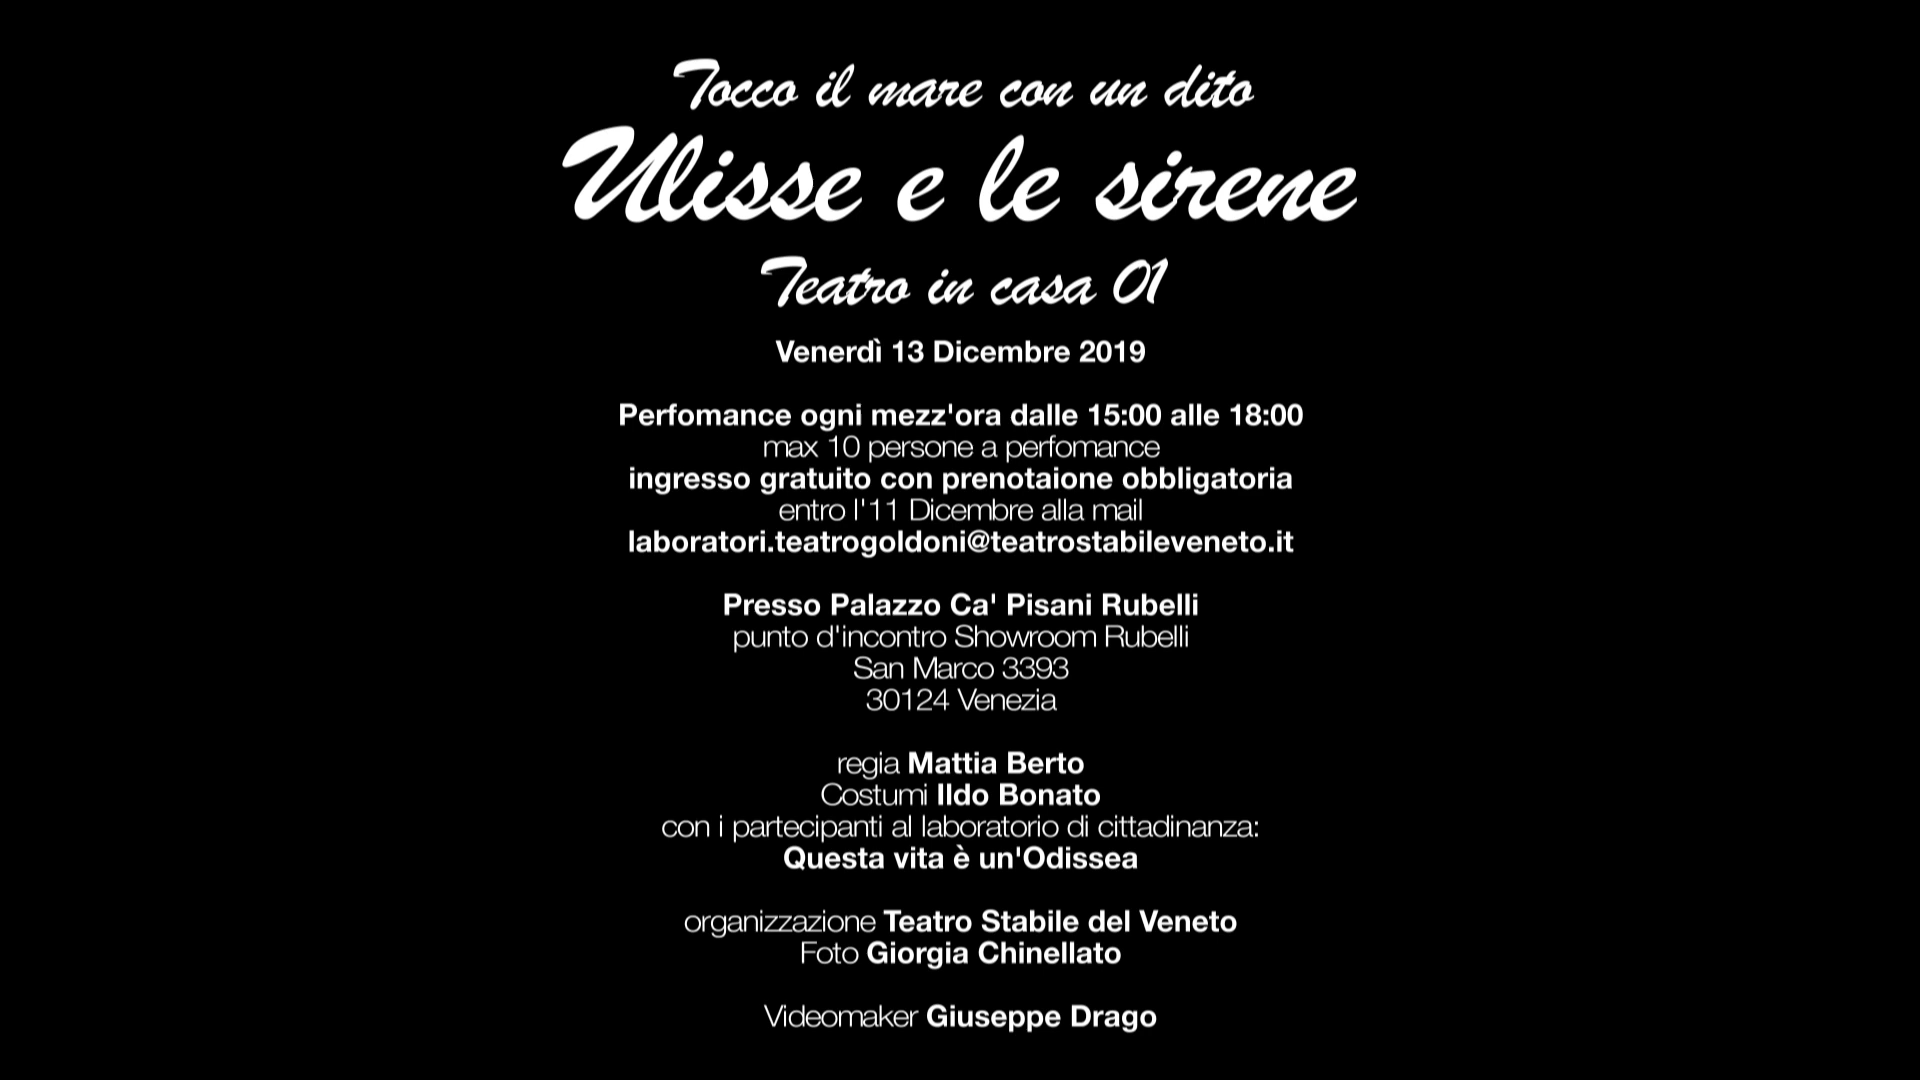 Tocco il mare con un dito
Ulisse e le sirene
Teatro in casa 01
Venerdì 13 Dicembre 2019
Perfomance ogni mezz'ora dalle 15:00 alle 18:00
max 10 persone a perfomance
ingresso gratuito con prenotaione obbligatoria
entro l'11 Dicembre alla mail
laboratori.teatrogoldoni@teatrostabileveneto.it
Presso Palazzo Ca' Pisani Rubelli
punto d'incontro Showroom Rubelli
San Marco 3393
30124 Venezia
regia Mattia Berto
Costumi Ildo Bonato
con i partecipanti al laboratorio di cittadinanza:
Questa vita è un'Odissea
organizzazione Teatro Stabile del Veneto
Foto Giorgia Chinellato
Videomaker Giuseppe Drago